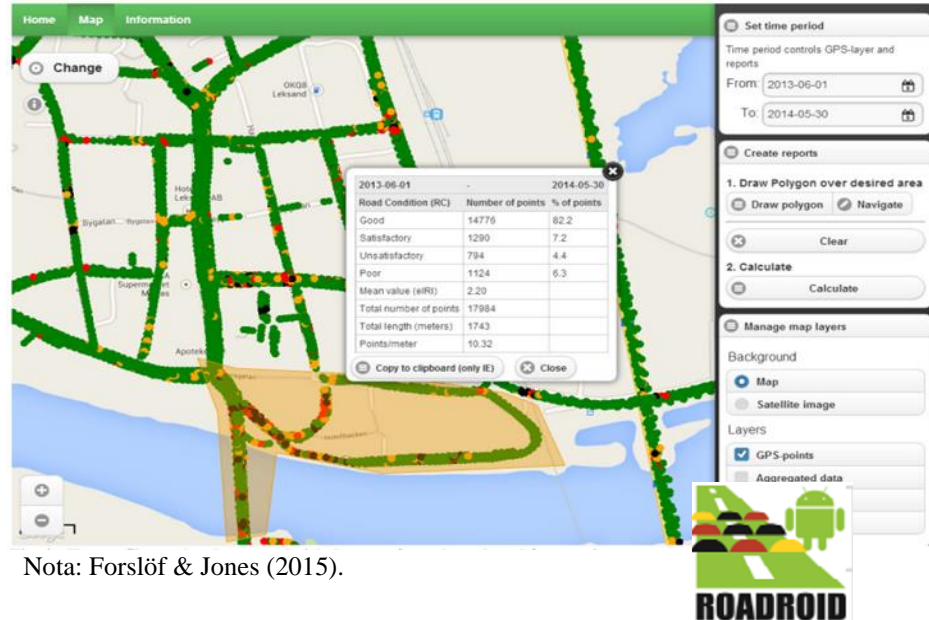 Home Map Information
Change
OKQ8
Leksand
Bygatan
Apoteke
2013-06-01 - 2014-05-30
Road Condition (RC) Number of points % of points
Good 14776 82.2
Satisfactory 1290 7.2
Unsatisfactory 794 4.4
Poor 1124 6.3
Mean value (eIRI) 2.20
Total number of points 17984
Total length (meters) 1743
Points/meter 10.32
Copy to clipboard (only IE) Close
Set time period
Time period controls GPS-layer and
reports
From: 2013-06-01
To: 2014-05-30
Create reports
1. Draw Polygon over desired area
Draw polygon Navigate
Clear
2. Calculate
Calculate
Manage map layers
Background
Map
Satellite image
Layers
GPS-points
Aggregated data
Nota: Forslöf & Jones (2015).
ROADROID